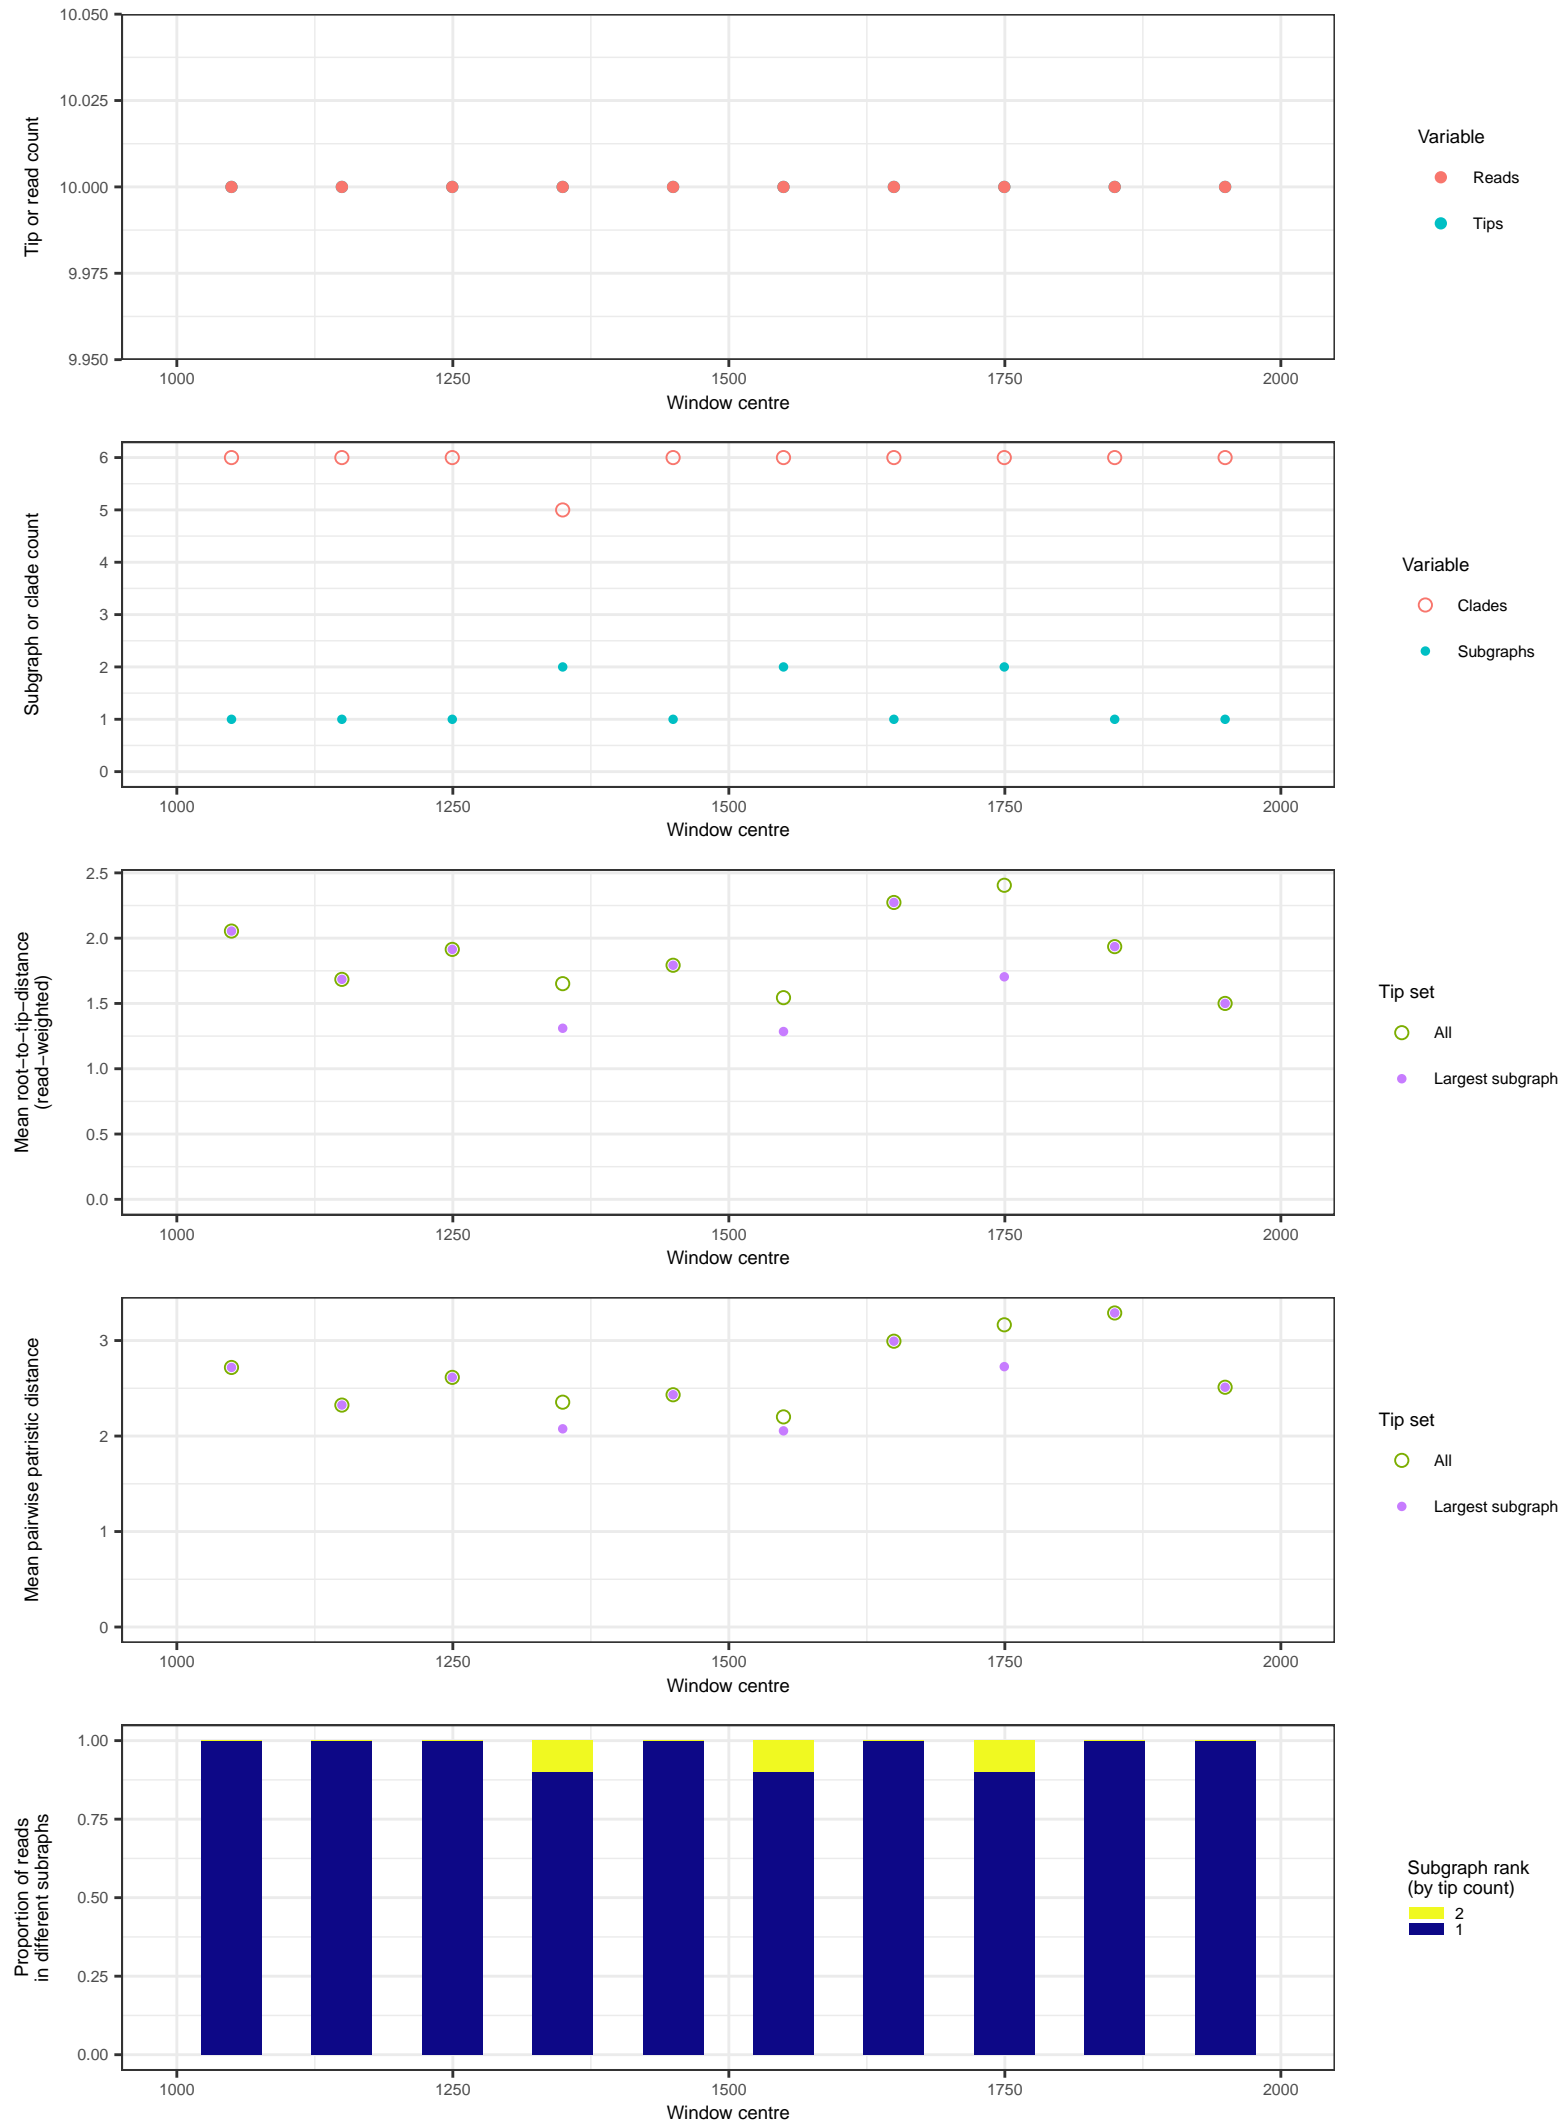 10.050
10.025
10.000
9.975
9.950
Tip or read count
1000 1250 1500 1750 2000
Window centre
Variable
Reads
Tips
6
5
4
3
2
1
0
Subgraph or clade count
1000 1250 1500 1750 2000
Window centre
Variable
Clades
Subgraphs
2.5
2.0
1.5
1.0
0.5
0.0
Mean root−to−tip−distance
(read−weighted)
1000 1250 1500 1750 2000
Window centre
Tip set
All
Largest subgraph
3
2
1
0
Mean pairwise patristic distance
1000 1250 1500 1750 2000
Window centre
Tip set
All
Largest subgraph
1.00
0.75
0.50
0.25
0.00
Proportion of reads
in different subraphs
1000 1250 1500 1750 2000
Window centre
Subgraph rank
(by tip count)
2
1